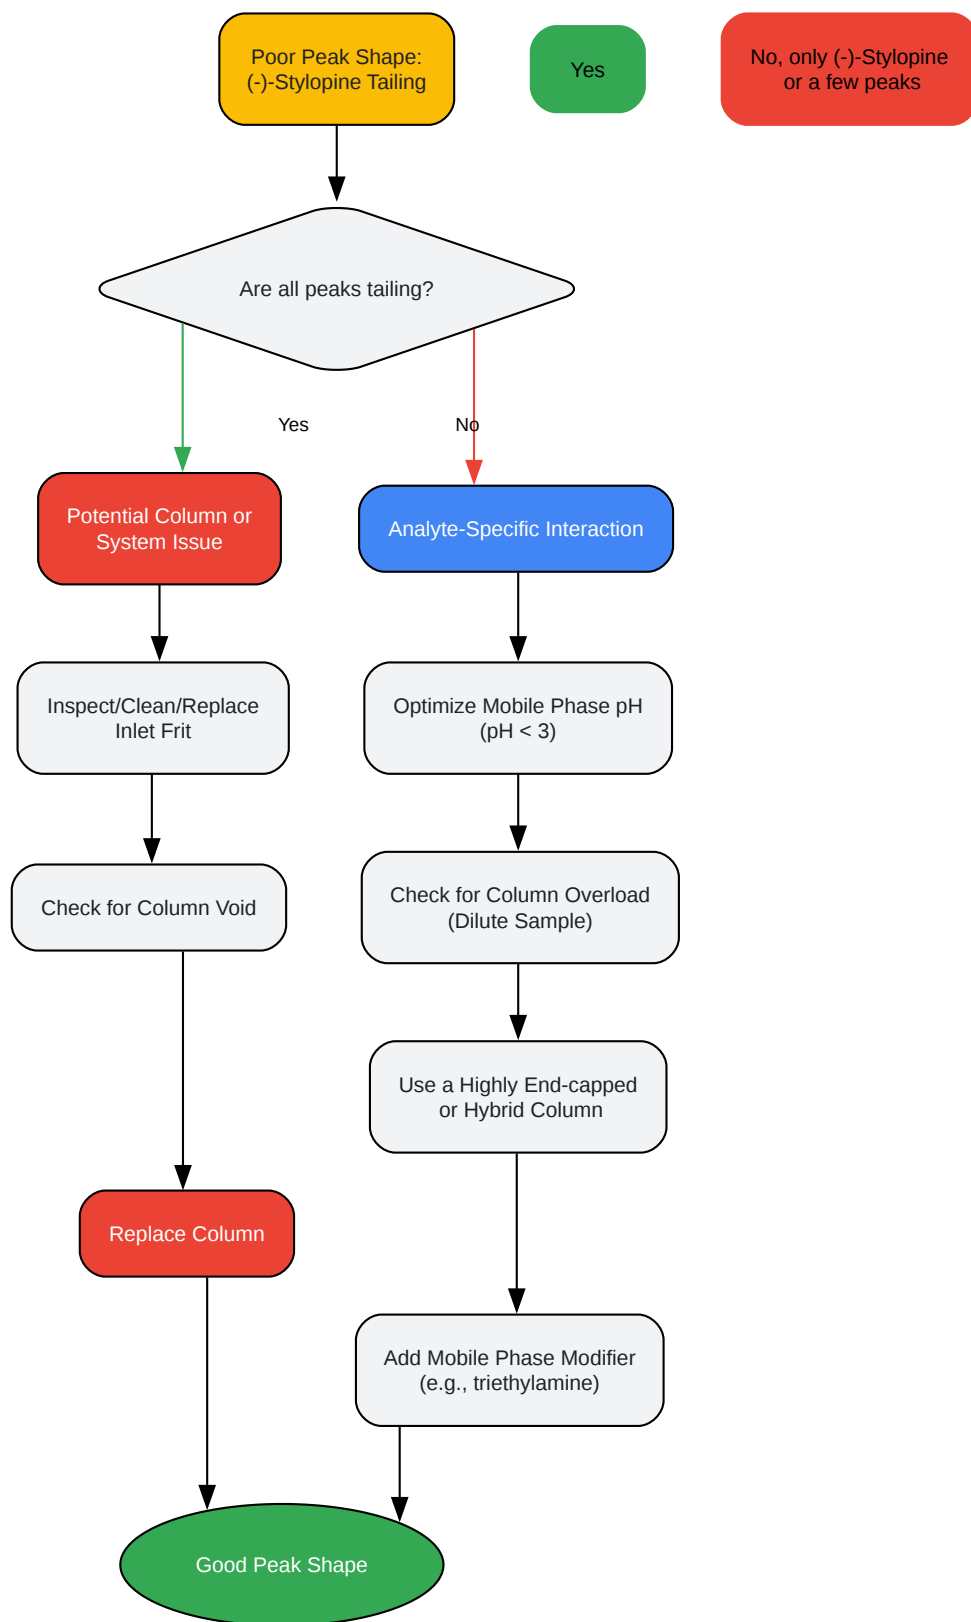 Poor Peak Shape:
(-)-Stylopine Tailing
Yes
No, only (-)-Stylopine
or a few peaks
Are all peaks tailing?
Yes
No
Potential Column or
System Issue
Analyte-Specific Interaction
Inspect/Clean/Replace
Inlet Frit
Optimize Mobile Phase pH
(pH < 3)
Check for Column Void
Check for Column Overload
(Dilute Sample)
Use a Highly End-capped
or Hybrid Column
Replace Column
Add Mobile Phase Modifier
(e.g., triethylamine)
Good Peak Shape